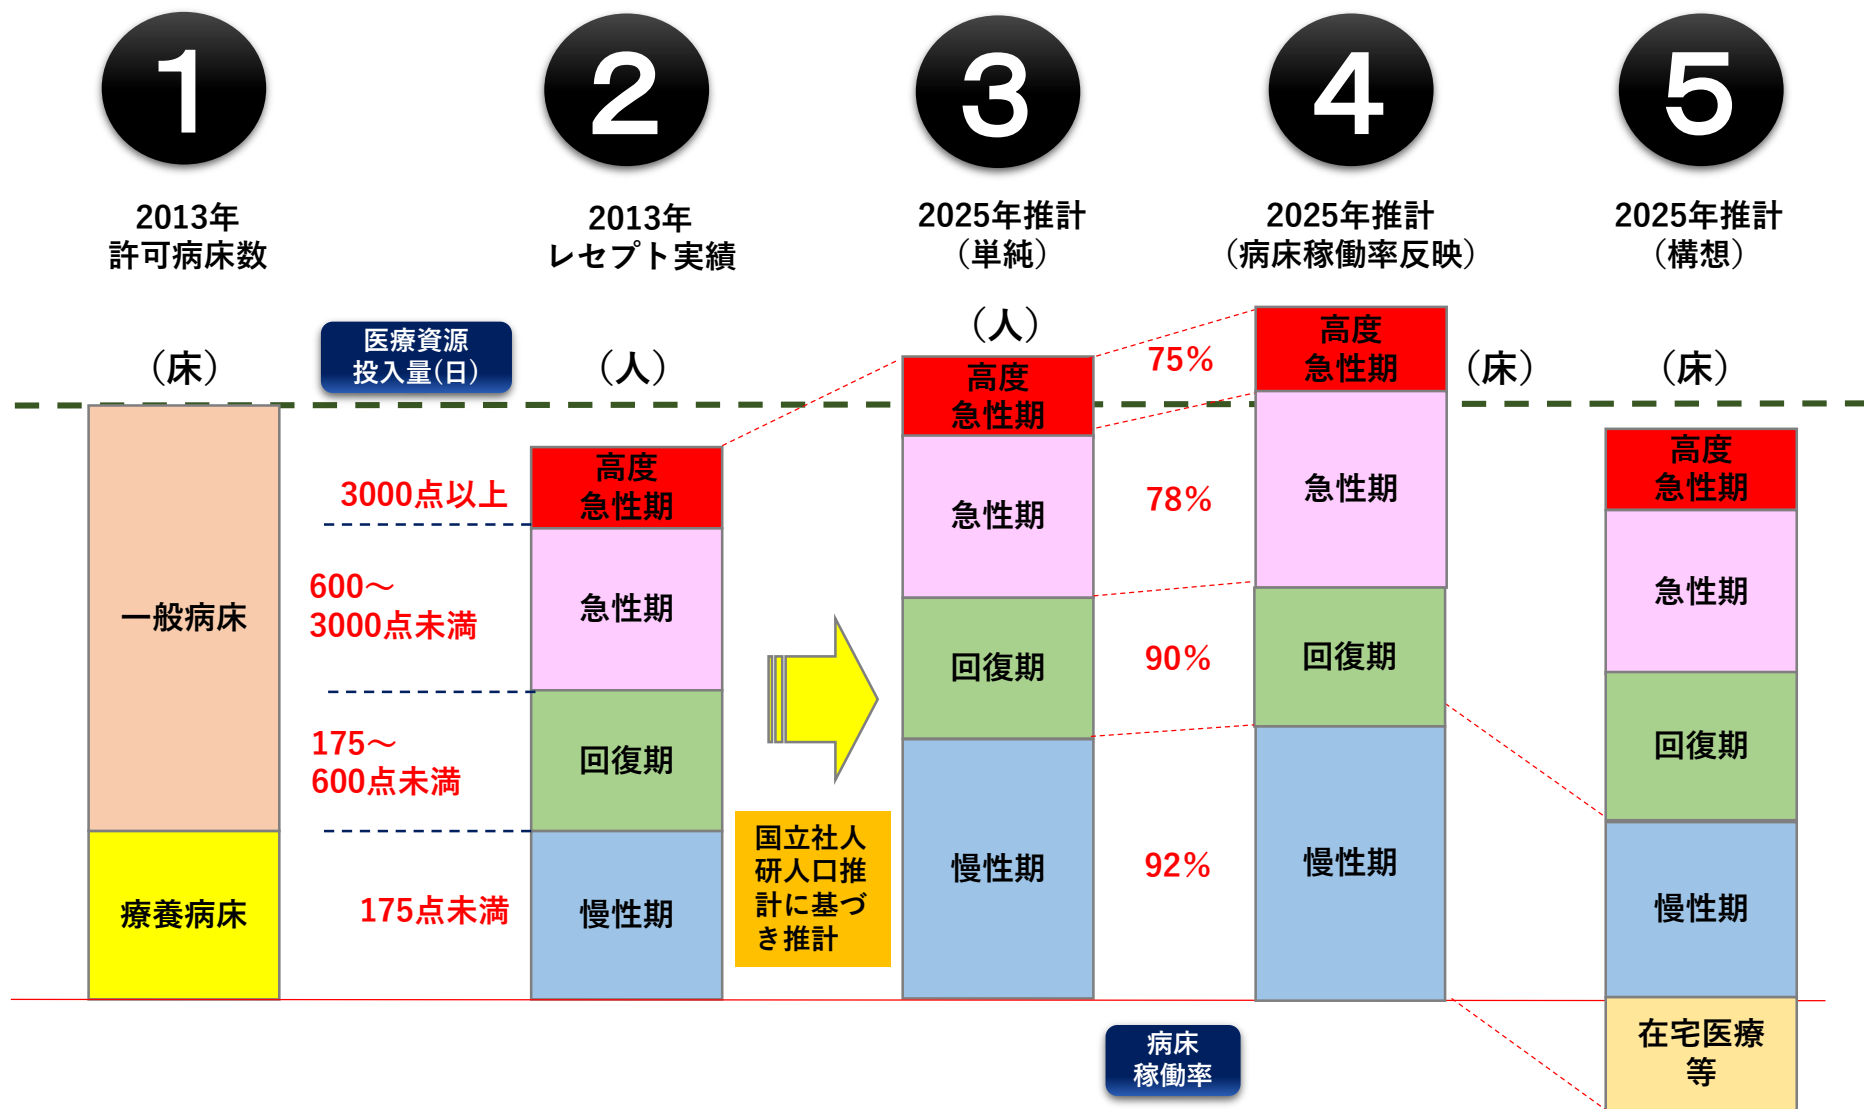 1
2013年
許可病床数
(床)
一般病床
療養病床
医療資源
投入量(日)
3000点以上
600～
3000点未満
175～
600点未満
175点未満
2
2013年
レセプト実績
(人)
高度
急性期
急性期
回復期
慢性期
国立社人
研人口推
計に基づ
き推計
3
2025年推計
(単純)
(人)
高度
急性期
急性期
回復期
慢性期
75%
78%
90%
92%
病床
稼働率
4
2025年推計
(病床稼働率反映)
高度
急性期
(床)
急性期
回復期
慢性期
5
2025年推計
(構想)
(床)
高度
急性期
急性期
回復期
慢性期
在宅医療
等